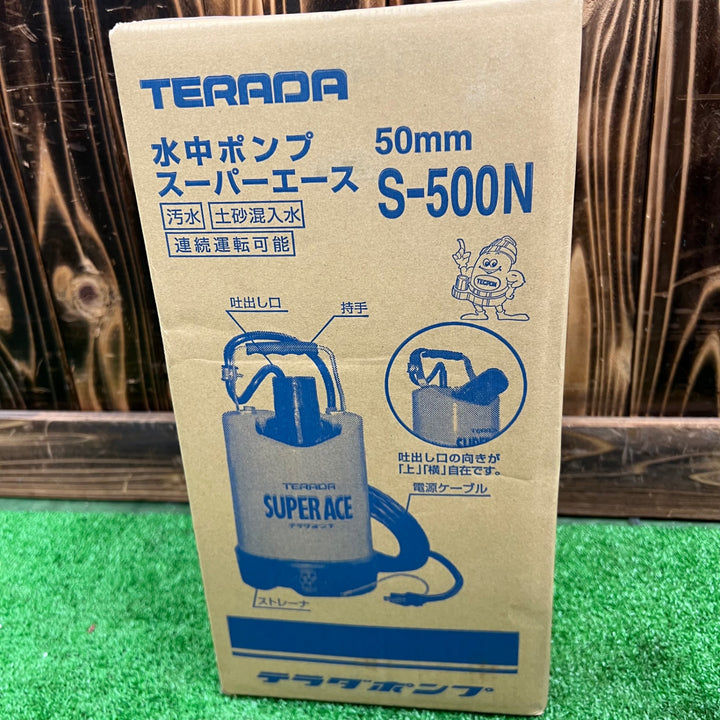 TERADA
水中ポンプ
スーパーエース
50mm
S-500N
汚水 土砂混入水
連続運転可能
TECPON
吐出し口
持手
TERADA
SUPER
吐出し口の向きが
「上」「横」自在です。
電源ケーブル
TERADA
SUPER ACE
テラダポンプ
ストレーナ
テラダポンプ